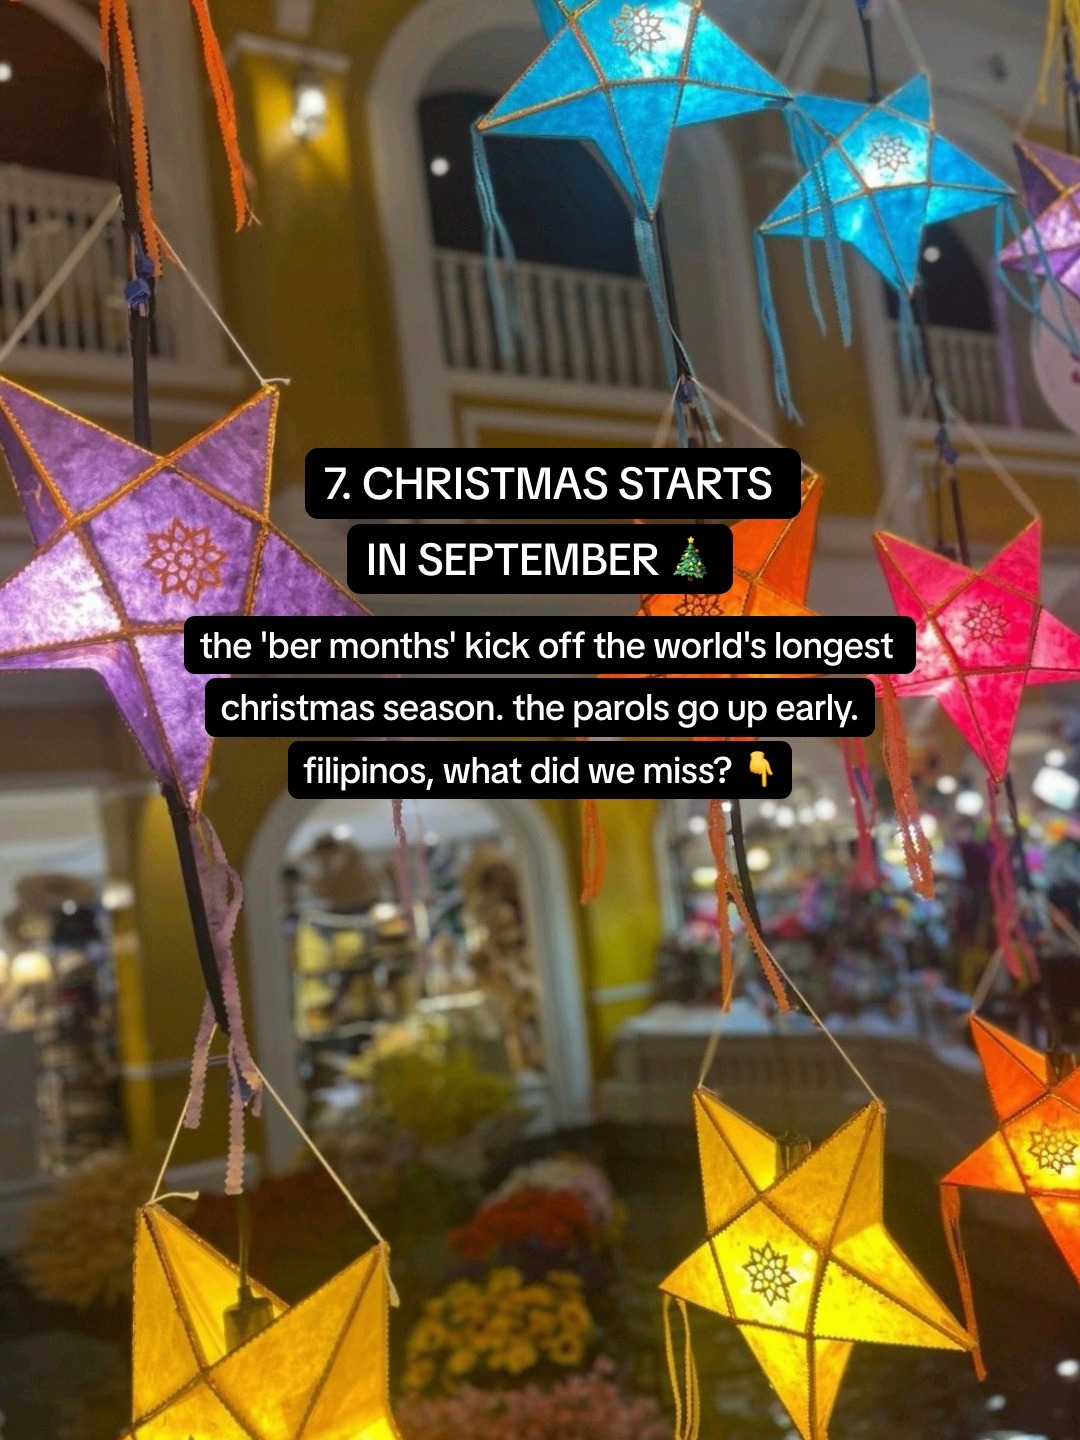 7. CHRISTMAS STARTS
IN SEPTEMBER 🎄
the 'ber months' kick off the world's longest
christmas season. the parols go up early.
filipinos, what did we miss? 👇